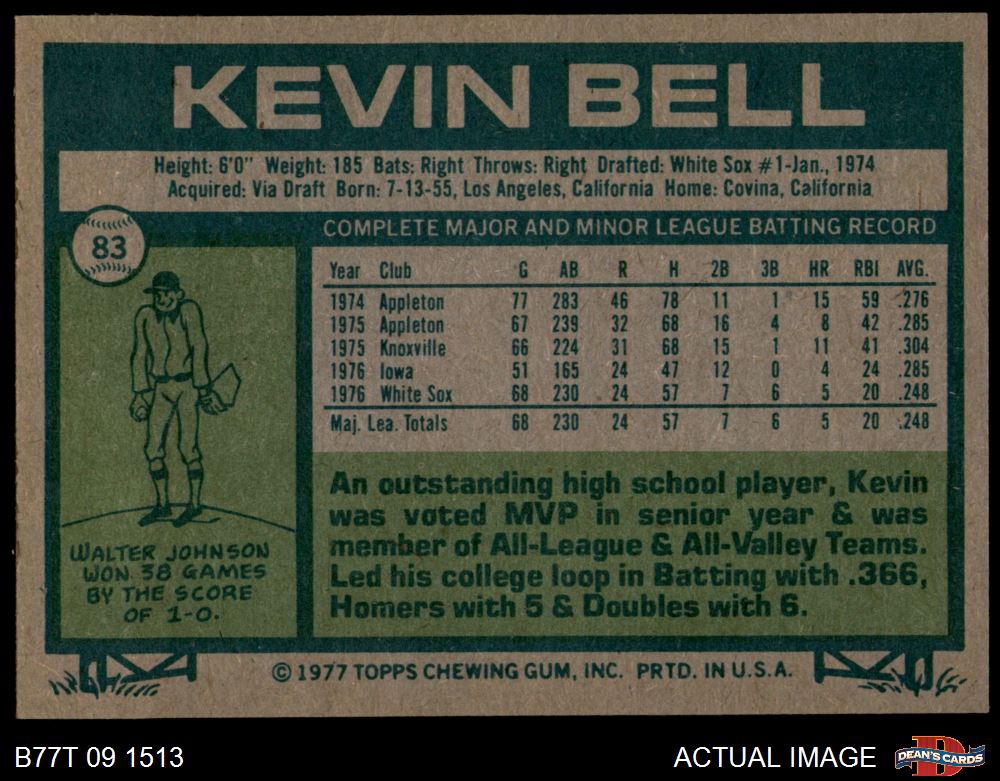 KEVIN BELL
Height: 6'0" Weight: 185 Bats: Right Throws: Right Drafted: White Sox #1-Jan., 1974
Acquired: Via Draft Born: 7-13-55, Los Angeles, California Home: Covina, California
83
COMPLETE MAJOR AND MINOR LEAGUE BATTING RECORD
Year Club G AB R H 2B 3B HR RBI AVG.
1974 Appleton 77 283 46 78 11 1 15 59 .276
1975 Appleton 67 239 32 68 16 4 8 42 .285
1975 Knoxville 66 224 31 68 15 1 11 41 .304
1976 Iowa 51 165 24 47 12 0 4 24 .285
1976 White Sox 68 230 24 57 7 6 5 20 .248
Maj. Lea. Totals 68 230 24 57 7 6 5 20 .248
An outstanding high school player, Kevin
was voted MVP in senior year & was
member of All-League & All-Valley Teams.
Led his college loop in Batting with .366,
Homers with 5 & Doubles with 6.
WALTER JOHNSON
WON 38 GAMES
BY THE SCORE
OF 1-0.
© 1977 TOPPS CHEWING GUM, INC. PRTD. IN U.S.A.
B77T 09 1513
ACTUAL IMAGE
D
DEAN'S CARDS